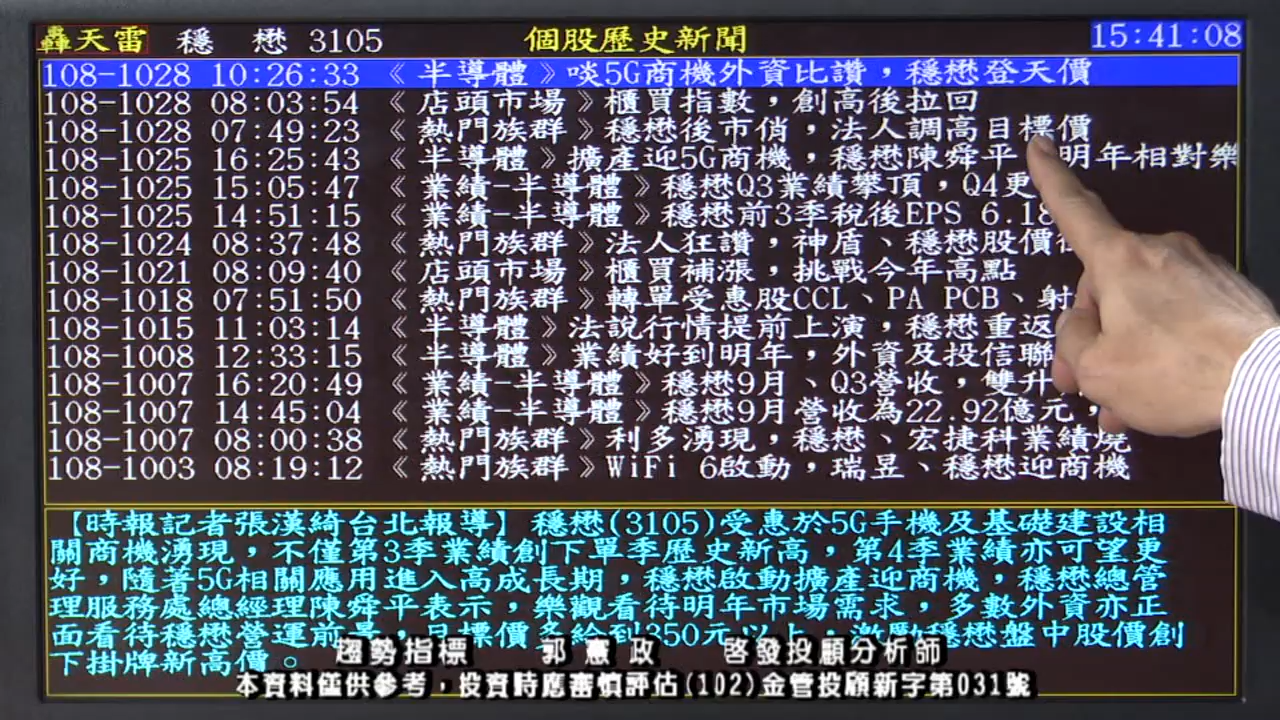 轟天雷 穩 懋 3105 個股歷史新聞 15:41:08
108-1028 10:26:33 《 半導體 》啖5G商機外資比讚，穩懋登天價
108-1028 08:03:54 《 店頭市場 》櫃買指數，創高後拉回
108-1028 07:49:23 《 熱門族群 》穩懋後市俏，法人調高目標價
108-1025 16:25:43 《 半導體 》擴產迎5G商機，穩懋陳舜平 明年相對樂
108-1025 15:05:47 《 業績-半導體 》穩懋Q3業績攀頂，Q4更
108-1025 14:51:15 《 業績-半導體 》穩懋前3季稅後EPS 6.18
108-1024 08:37:48 《 熱門族群 》法人狂讚，神盾、穩懋股價
108-1021 08:09:40 《 店頭市場 》櫃買補漲，挑戰今年高點
108-1018 07:51:50 《 熱門族群 》轉單受惠股CCL、PA PCB、射
108-1015 11:03:14 《 半導體 》法說行情提前上演，穩懋重返
108-1008 12:33:15 《 半導體 》業績好到明年，外資及投信聯
108-1007 16:20:49 《 業績-半導體 》穩懋9月、Q3營收，雙升
108-1007 14:45:04 《 業績-半導體 》穩懋9月營收為22.92億元，
108-1007 08:00:38 《 熱門族群 》利多湧現，穩懋、宏捷科業績燒
108-1003 08:19:12 《 熱門族群 》WiFi 6啟動，瑞昱、穩懋迎商機
【時報記者張漢綺台北報導】穩懋(3105)受惠於5G手機及基礎建設相
關商機湧現，不僅第3季業績創下單季歷史新高，第4季業績亦可望更
好，隨著5G相關應用進入高成長期，穩懋啟動擴產迎商機，穩懋總管
理服務處總經理陳舜平表示，樂觀看待明年市場需求，多數外資亦正
面看待穩懋營運前景，目標價多給到350元以上，激勵穩懋盤中股價創
下掛牌新高價。
趨勢指標 郭憲政 啓發投顧分析師
本資料僅供參考，投資時應審慎評估(102)金管投顧新字第031號